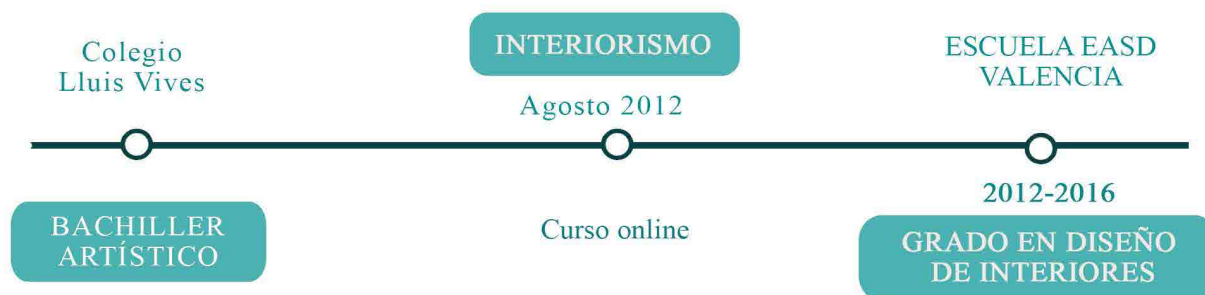 Colegio
Lluis Vives
BACHILLER
ARTÍSTICO
INTERIORISMO
Agosto 2012
Curso online
ESCUELA EASD
VALENCIA
2012-2016
GRADO EN DISEÑO
DE INTERIORES